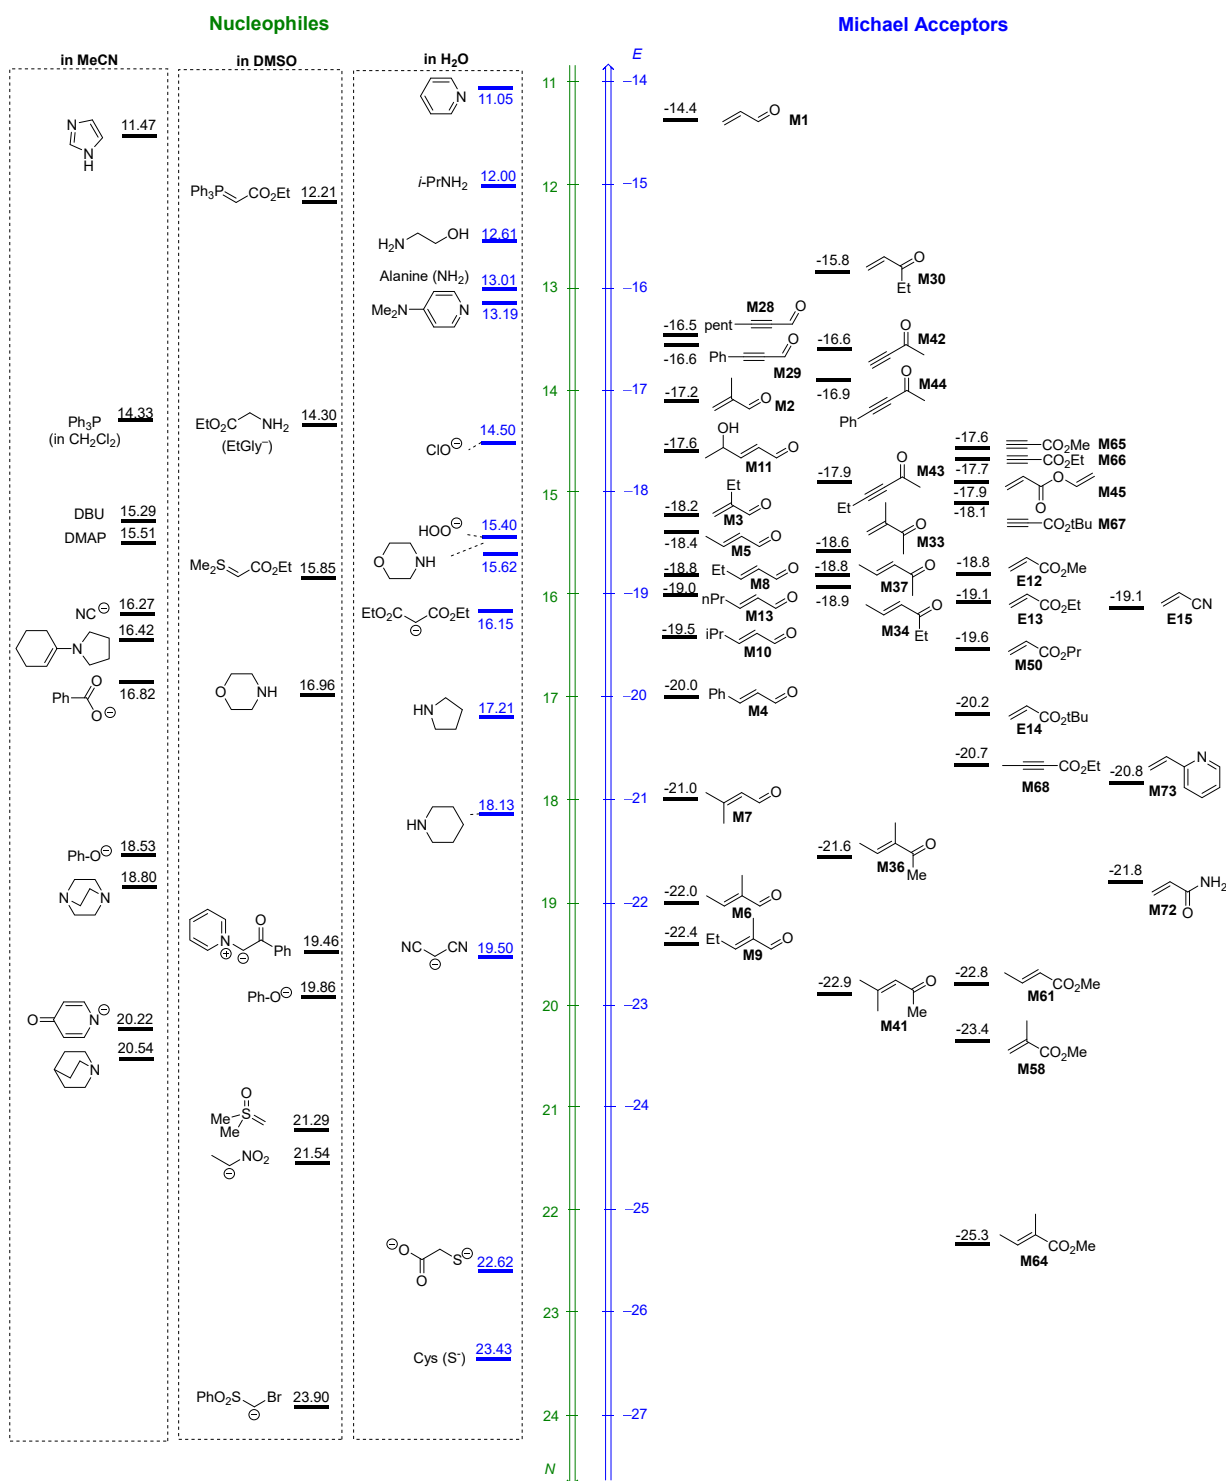 Nucleophiles
Michael Acceptors
in MeCN
in DMSO
in H2O
E
N
11
12
13
14
15
16
17
18
19
20
21
22
23
24
–14
–15
–16
–17
–18
–19
–20
–21
–22
–23
–24
–25
–26
–27
N
N
H
11.47
Ph3P
(in CH2Cl2)
14.33
DBU
15.29
DMAP
15.51
NC⊖
16.27
N
16.42
Ph
O
O⊖
16.82
Ph-O⊖
18.53
N
N
18.80
O
N⊖
20.22
N
20.54
Ph3P
CO2Et
12.21
EtO2C
NH2
(EtGly⁻)
14.30
Me2S
CO2Et
15.85
O
NH
16.96
N
⊕
⊖
O
Ph
19.46
Ph-O⊖
19.86
O
Me
S
Me
21.29
NO2
⊖
21.54
PhO2S
Br
⊖
23.90
N
11.05
i-PrNH2
12.00
H2N
OH
12.61
Alanine (NH2)
13.01
Me2N
N
13.19
ClO⊖
14.50
HOO⊖
15.40
O
NH
15.62
EtO2C
CO2Et
⊖
16.15
HN
17.21
HN
18.13
NC
CN
⊖
19.50
⊖O
O
S⊖
22.62
Cys (S⁻)
23.43
-14.4
O
M1
-15.8
O
Et
M30
M28
-16.5
pent
O
-16.6
Ph
O
M29
-16.6
O
M42
-16.9
O
Ph
M44
-17.2
O
M2
-17.6
OH
O
M11
-17.6
CO2Me
M65
-17.7
CO2Et
M66
-17.9
O
Et
M43
-17.9
O
O
M45
-18.1
CO2tBu
M67
-18.2
Et
O
M3
-18.4
O
M5
-18.6
O
M33
-18.8
Et
O
M8
-18.8
O
M37
-18.8
CO2Me
E12
-19.0
nPr
O
M13
-18.9
O
Et
M34
-19.1
CO2Et
E13
-19.1
CN
E15
-19.5
iPr
O
M10
-19.6
CO2Pr
M50
-20.0
Ph
O
M4
-20.2
CO2tBu
E14
-20.7
CO2Et
M68
-20.8
N
M73
-21.0
O
M7
-21.6
O
Me
M36
-21.8
NH2
O
M72
-22.0
O
M6
-22.4
Et
O
M9
-22.9
O
Me
M41
-22.8
CO2Me
M61
-23.4
CO2Me
M58
-25.3
CO2Me
M64